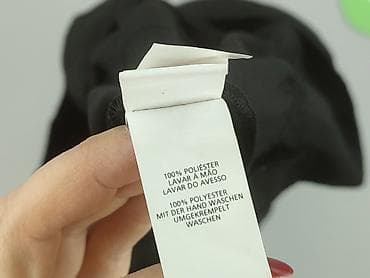 100% POLIÉSTER
LAVAR À MÃO
LAVAR DO AVESSO
100% POLYESTER
MIT DER HAND WASCHEN
UMGEKREMPELT
WASCHEN